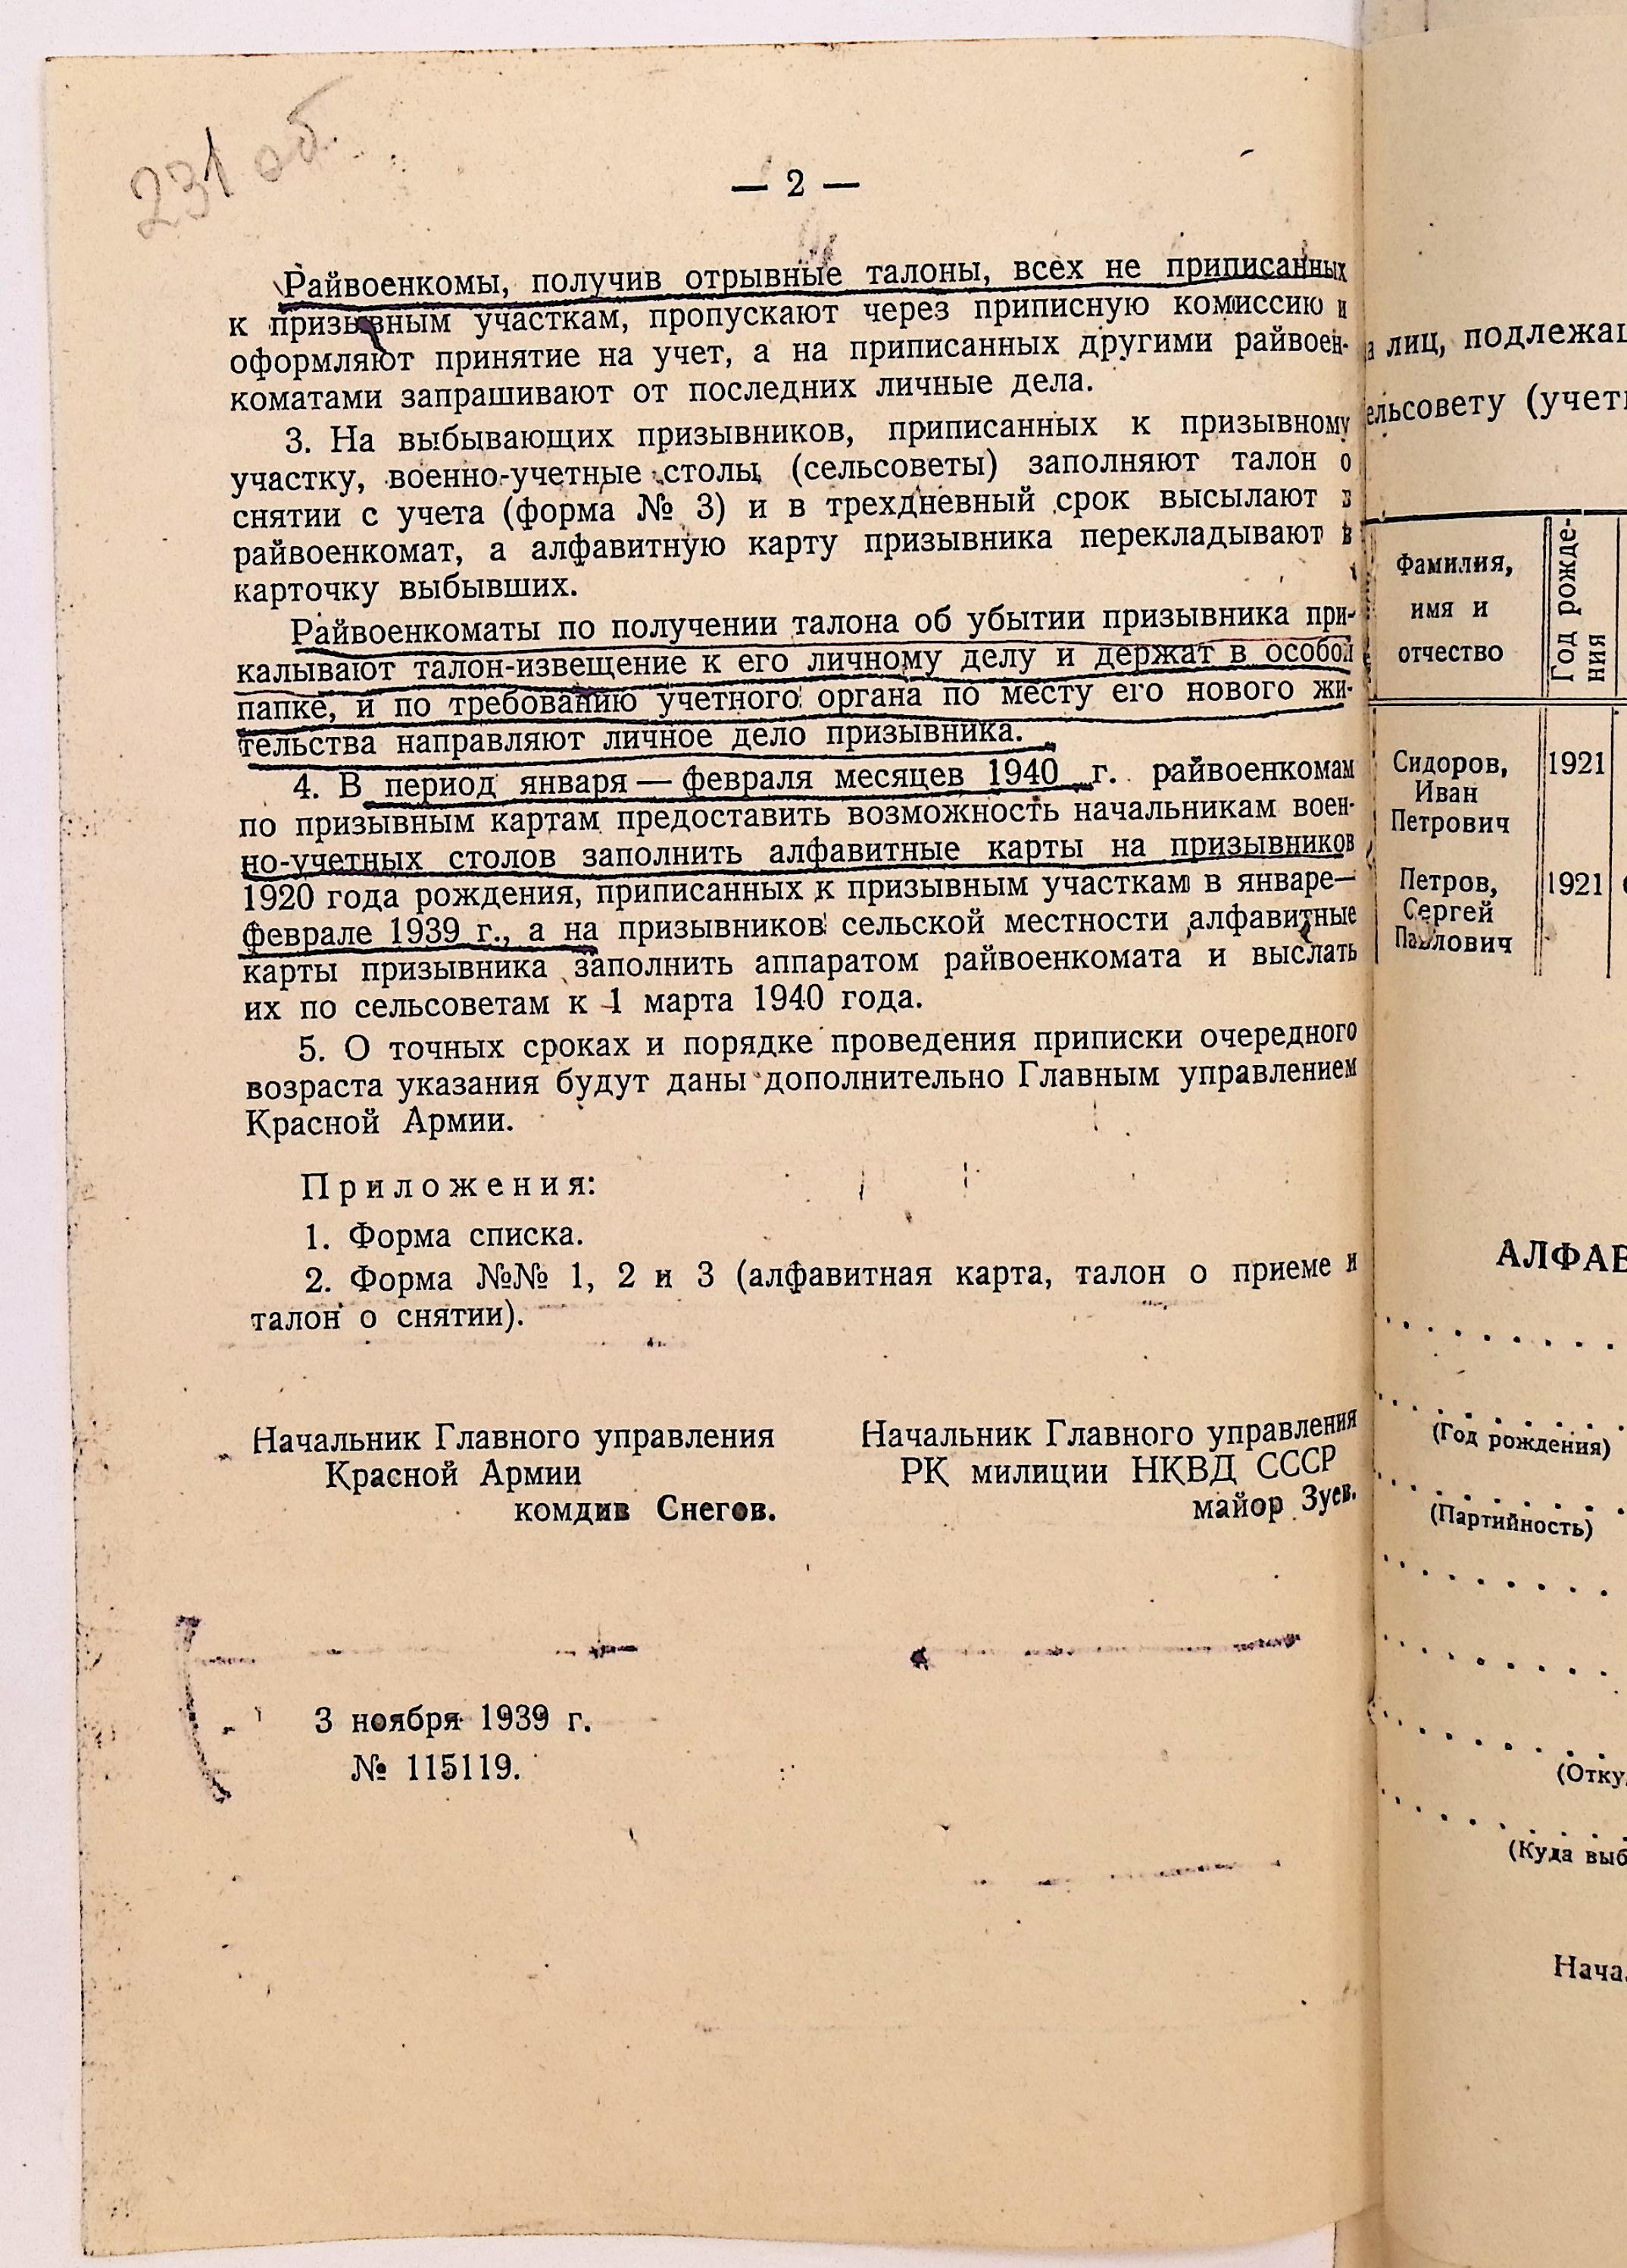 231 об.
— 2 —
Райвоенкомы, получив отрывные талоны, всех не приписанных
к призывным участкам, пропускают через приписную комиссию и
оформляют принятие на учет, а на приписанных другими райвоен-
коматами запрашивают от последних личные дела.
3. На выбывающих призывников, приписанных к призывному
участку, военно-учетные столы (сельсоветы) заполняют талон о
снятии с учета (форма № 3) и в трехдневный срок высылают в
райвоенкомат, а алфавитную карту призывника перекладывают в
карточку выбывших.
Райвоенкоматы по получении талона об убытии призывника при-
калывают талон-извещение к его личному делу и держат в особой
папке, и по требованию учетного органа по месту его нового жи-
тельства направляют личное дело призывника.
4. В период января — февраля месяцев 1940 г. райвоенкомам
по призывным картам предоставить возможность начальникам воен-
но-учетных столов заполнить алфавитные карты на призывников
1920 года рождения, приписанных к призывным участкам в январе—
феврале 1939 г., а на призывников сельской местности алфавитные
карты призывника заполнить аппаратом райвоенкомата и выслать
их по сельсоветам к 1 марта 1940 года.
5. О точных сроках и порядке проведения приписки очередного
возраста указания будут даны дополнительно Главным управлением
Красной Армии.
Приложения:
1. Форма списка.
2. Форма №№ 1, 2 и 3 (алфавитная карта, талон о приеме и
талон о снятии).
Начальник Главного управления
Красной Армии
комдив Снегов.
Начальник Главного управления
РК милиции НКВД СССР
майор Зуев.
3 ноября 1939 г.
№ 115119.
лиц, подлежащ
ельсовету (учетн
Фамилия,
имя и
отчество
Год рожде-
ния
Сидоров,
Иван
Петрович
1921
Петров,
Сергей
Павлович
1921
АЛФАВ
(Год рождения)
(Партийность)
(Отку
(Куда выб
Нача